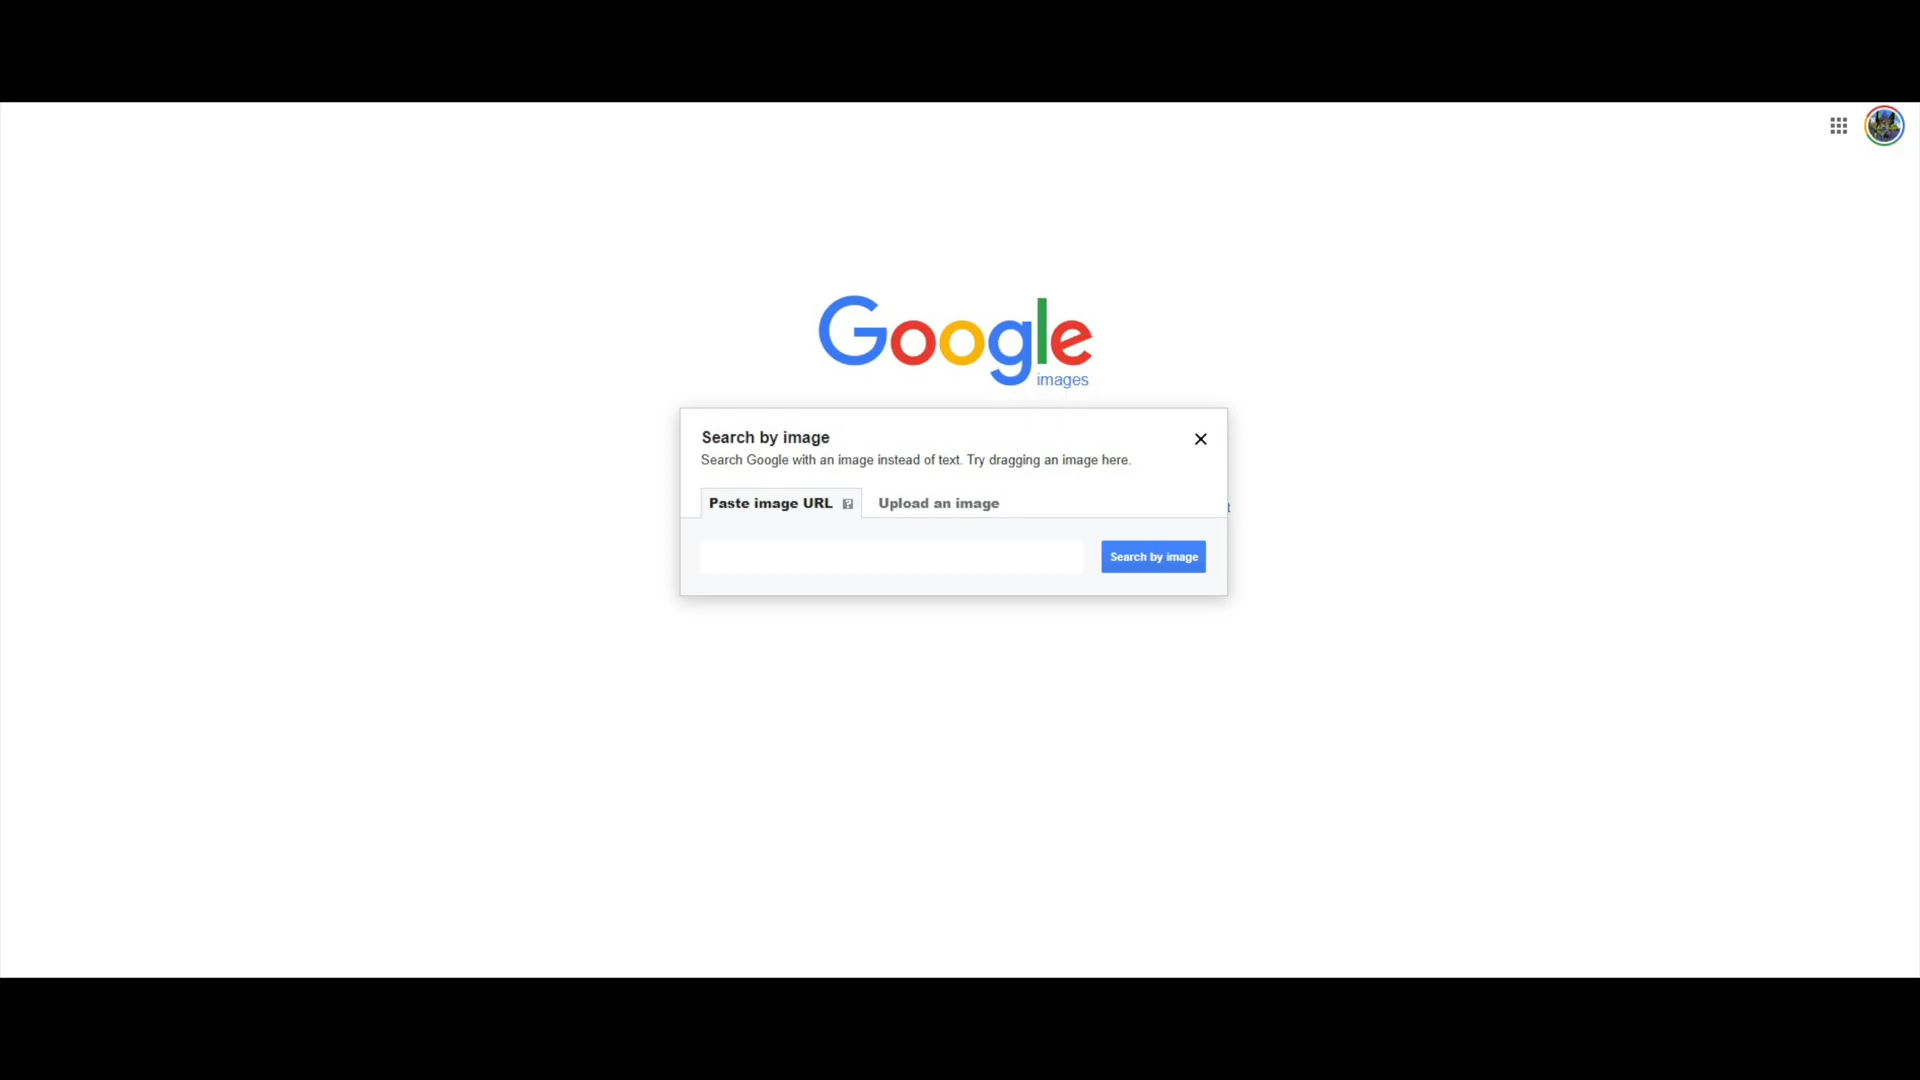 Google
images
Search by image
Search Google with an image instead of text. Try dragging an image here.
Paste image URL
Upload an image
Search by image